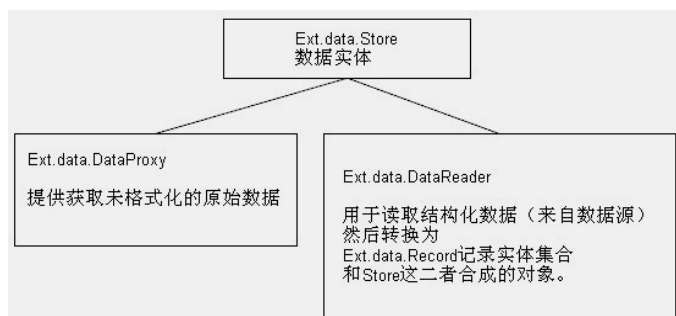 Ext.data.Store
数据实体
Ext.data.DataProxy
提供获取未格式化的原始数据
Ext.data.DataReader
用于读取结构化数据（来自数据源）
然后转换为
Ext.data.Record记录实体集合
和Store这二者合成的对象。